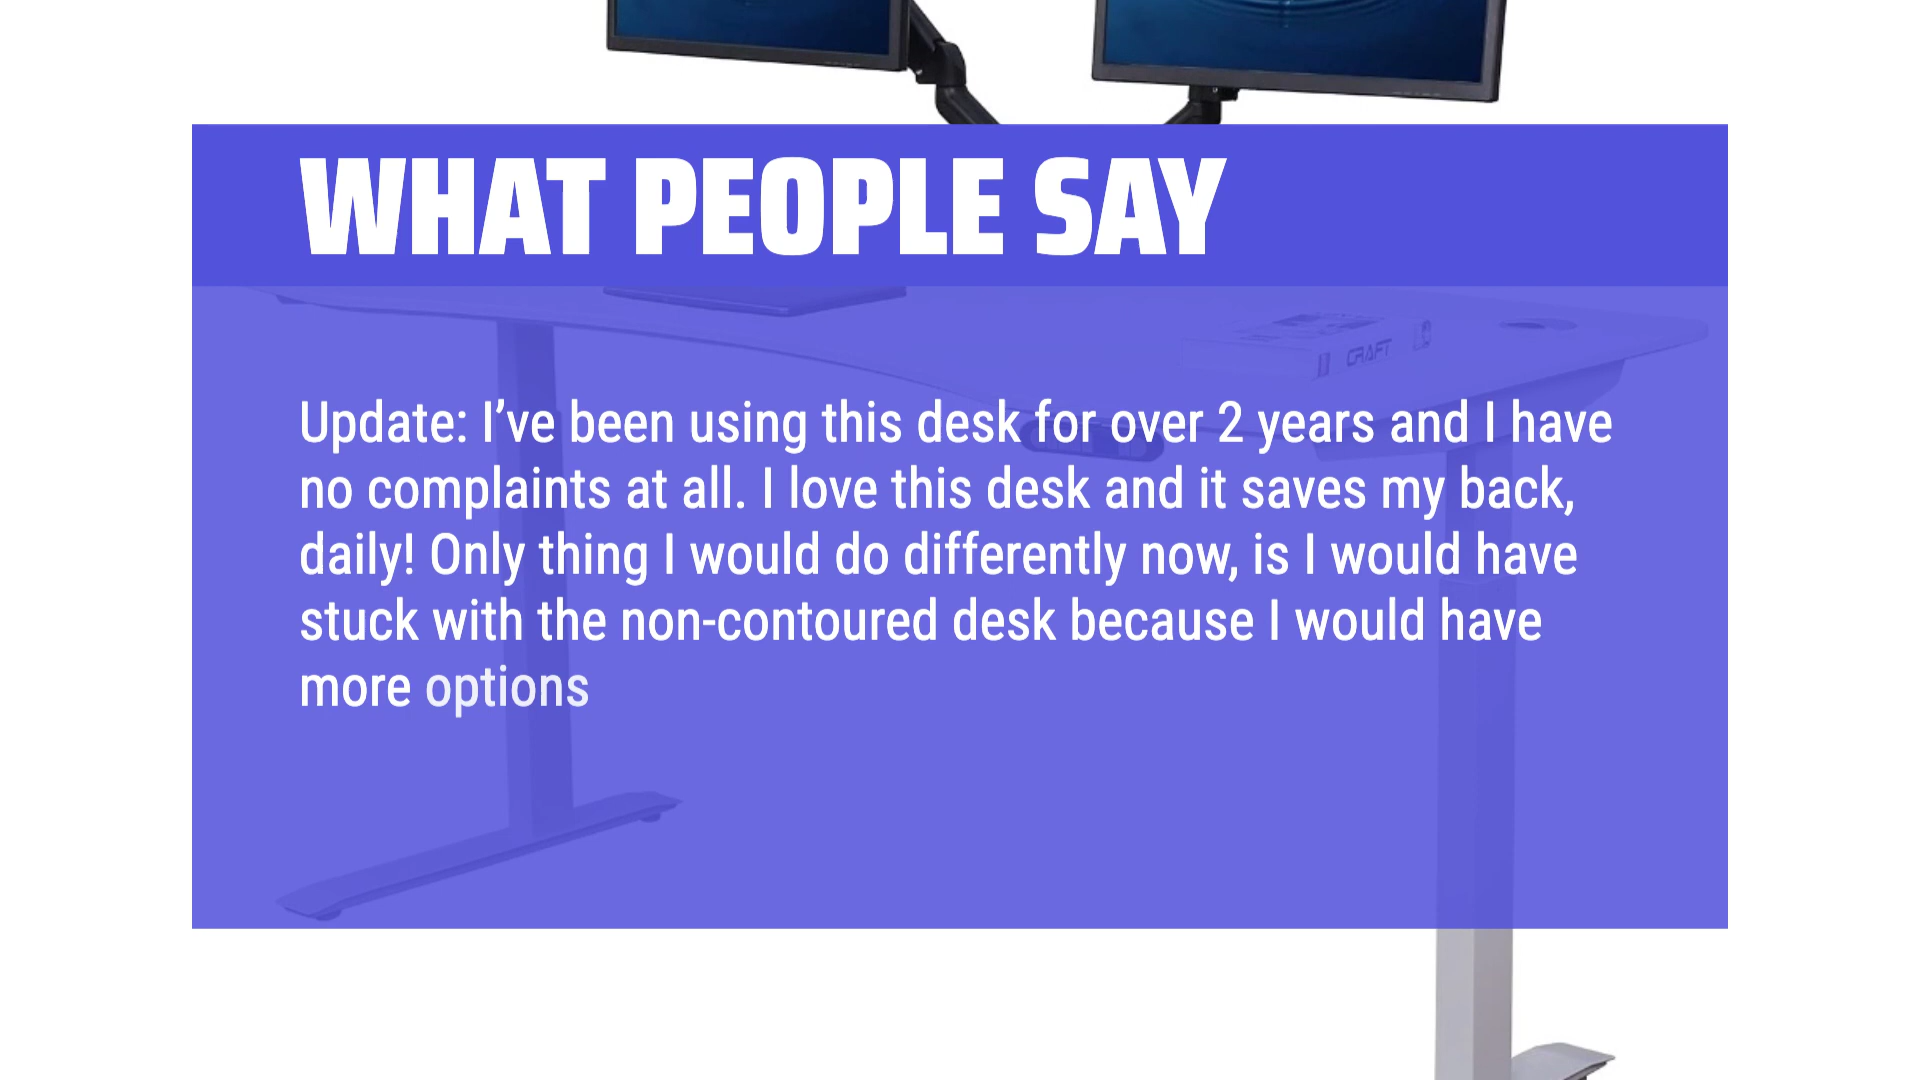 WHAT PEOPLE SAY
CRAFT
Update: I’ve been using this desk for over 2 years and I have
no complaints at all. I love this desk and it saves my back,
daily! Only thing I would do differently now, is I would have
stuck with the non-contoured desk because I would have
more options